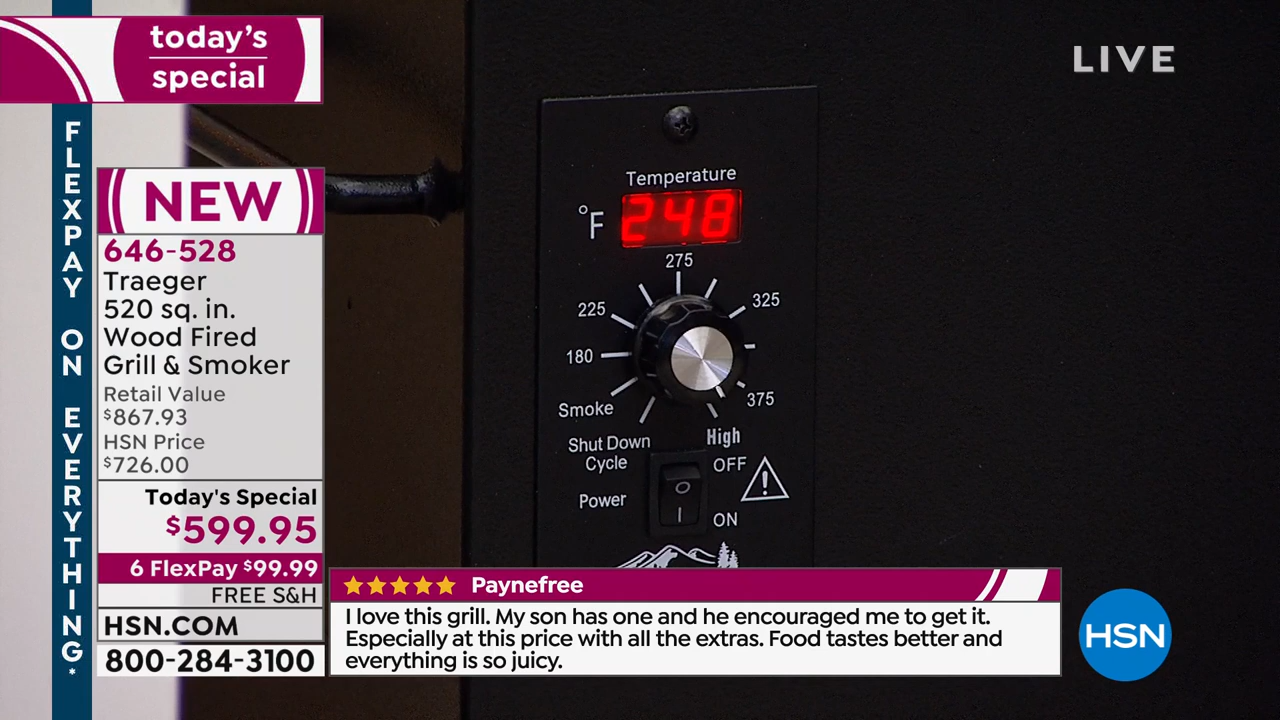 today's
special
LIVE
FLEXPAY ON EVERYTHING*
NEW
646-528
Traeger
520 sq. in.
Wood Fired
Grill & Smoker
Retail Value
$867.93
HSN Price
$726.00
Today's Special
$599.95
6 FlexPay $99.99
FREE S&H
HSN.COM
800-284-3100
Temperature
°F 248
275
225
325
180
375
Smoke
High
Shut Down
Cycle
OFF
Power
ON
Paynefree
I love this grill. My son has one and he encouraged me to get it.
Especially at this price with all the extras. Food tastes better and
everything is so juicy.
HSN